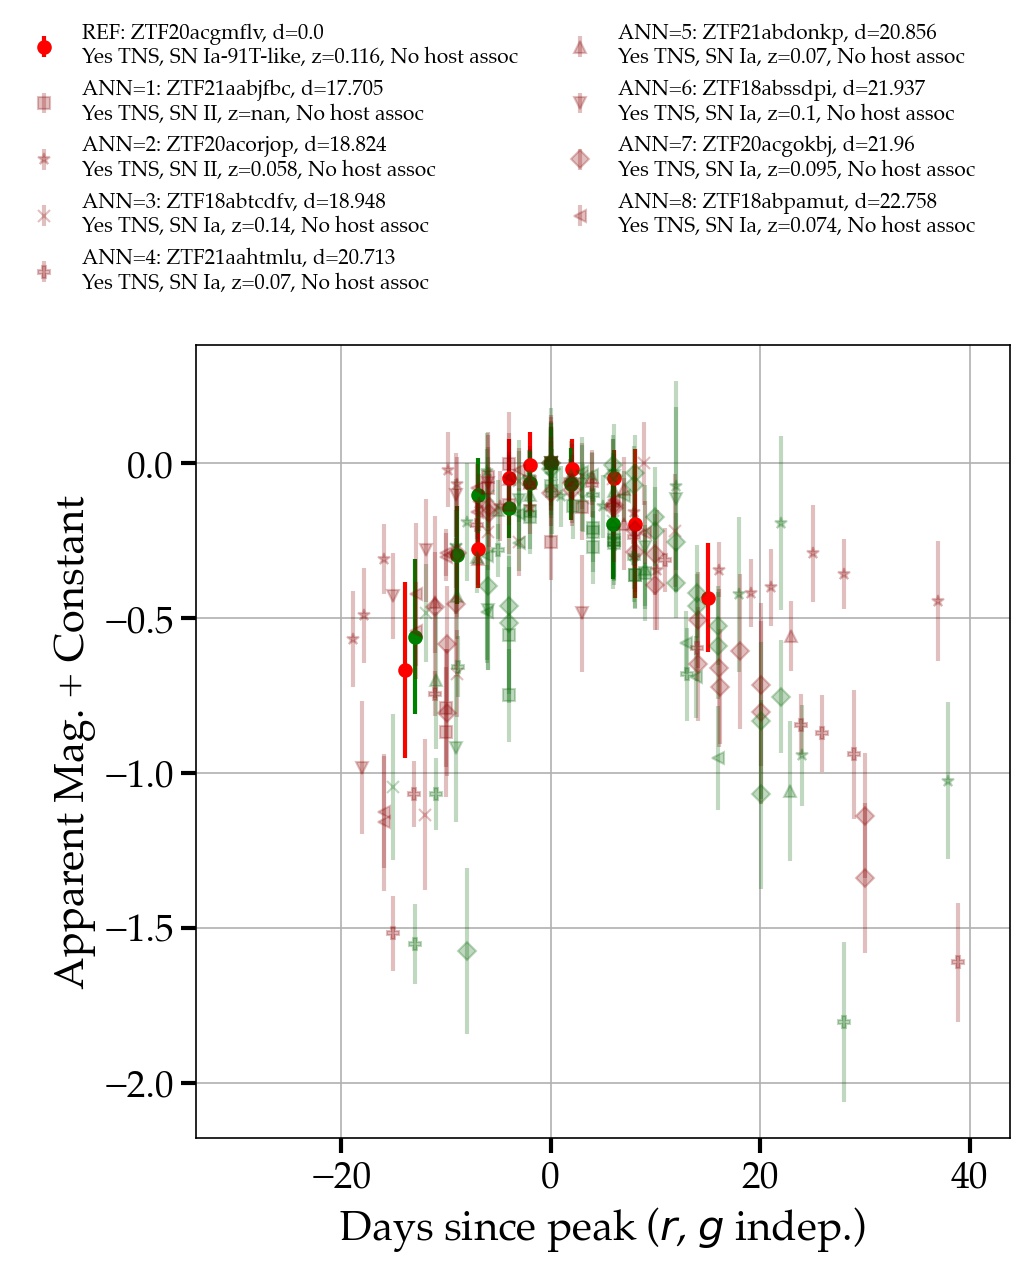 REF: ZTF20acgmflv, d=0.0
Yes TNS, SN Ia-91T-like, z=0.116, No host assoc
ANN=1: ZTF21aabjfbc, d=17.705
Yes TNS, SN II, z=nan, No host assoc
ANN=2: ZTF20acorjop, d=18.824
Yes TNS, SN II, z=0.058, No host assoc
ANN=3: ZTF18abtcdfv, d=18.948
Yes TNS, SN Ia, z=0.14, No host assoc
ANN=4: ZTF21aahtmlu, d=20.713
Yes TNS, SN Ia, z=0.07, No host assoc
ANN=5: ZTF21abdonkp, d=20.856
Yes TNS, SN Ia, z=0.07, No host assoc
ANN=6: ZTF18abssdpi, d=21.937
Yes TNS, SN Ia, z=0.1, No host assoc
ANN=7: ZTF20acgokbj, d=21.96
Yes TNS, SN Ia, z=0.095, No host assoc
ANN=8: ZTF18abpamut, d=22.758
Yes TNS, SN Ia, z=0.074, No host assoc
Apparent Mag. + Constant
0.0
−0.5
−1.0
−1.5
−2.0
−20 0 20 40
Days since peak (r, g indep.)